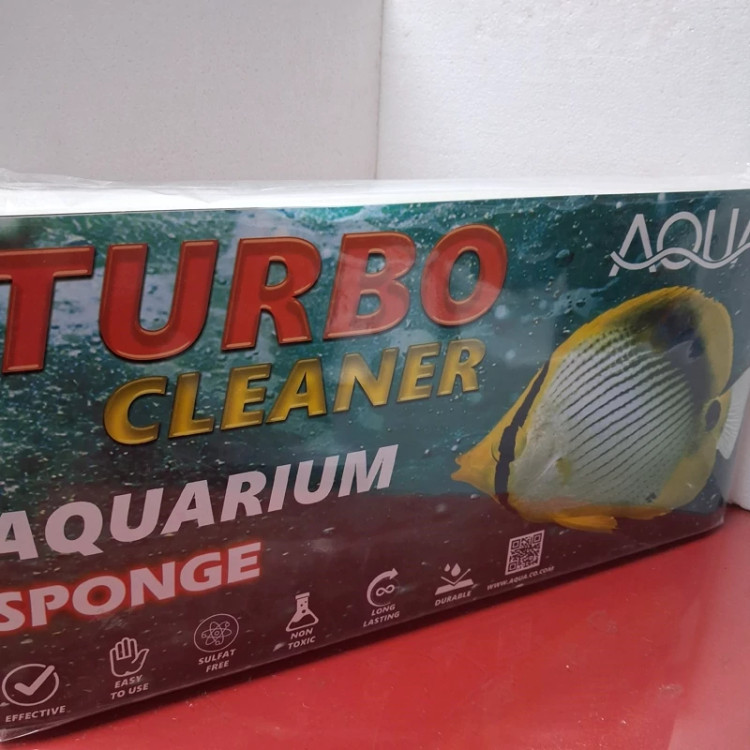 TURBO
CLEANER
AQUA
AQUARIUM
SPONGE
EFFECTIVE
EASY
TO USE
SULFAT
FREE
NON
TOXIC
LONG
LASTING
DURABLE
WWW.AQUA.CO.COM